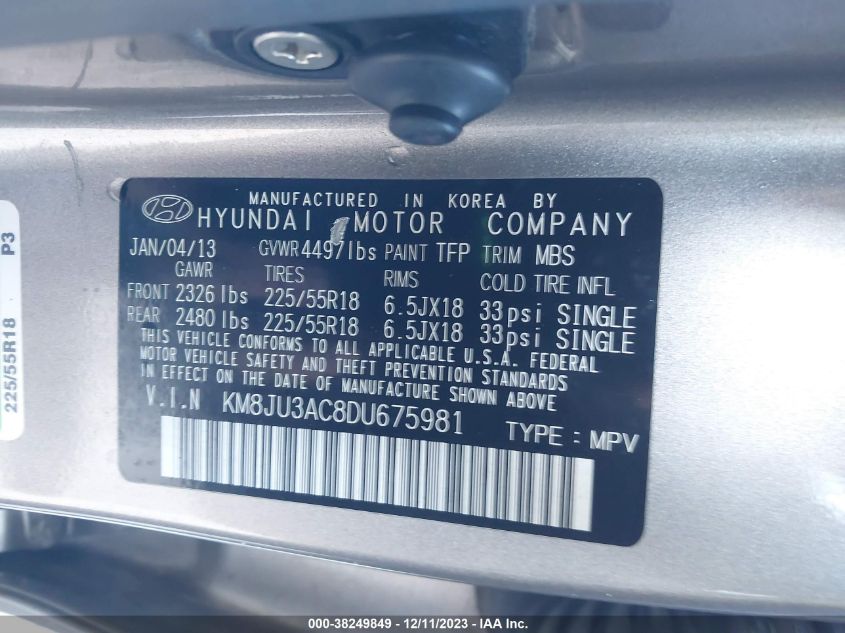 MANUFACTURED IN KOREA BY
HYUNDAI MOTOR COMPANY
JAN/04/13 GVWR 4497lbs PAINT TFP TRIM MBS
GAWR TIRES RIMS COLD TIRE INFL
FRONT 2326 lbs 225/55R18 6.5JX18 33psi SINGLE
REAR 2480 lbs 225/55R18 6.5JX18 33psi SINGLE
THIS VEHICLE CONFORMS TO ALL APPLICABLE U.S.A. FEDERAL
MOTOR VEHICLE SAFETY AND THEFT PREVENTION STANDARDS
IN EFFECT ON THE DATE OF MANUFACTURE SHOWN ABOVE
V.I.N KM8JU3AC8DU675981 TYPE : MPV
225/55R18 P3
000-38249849 - 12/11/2023 - IAA Inc.